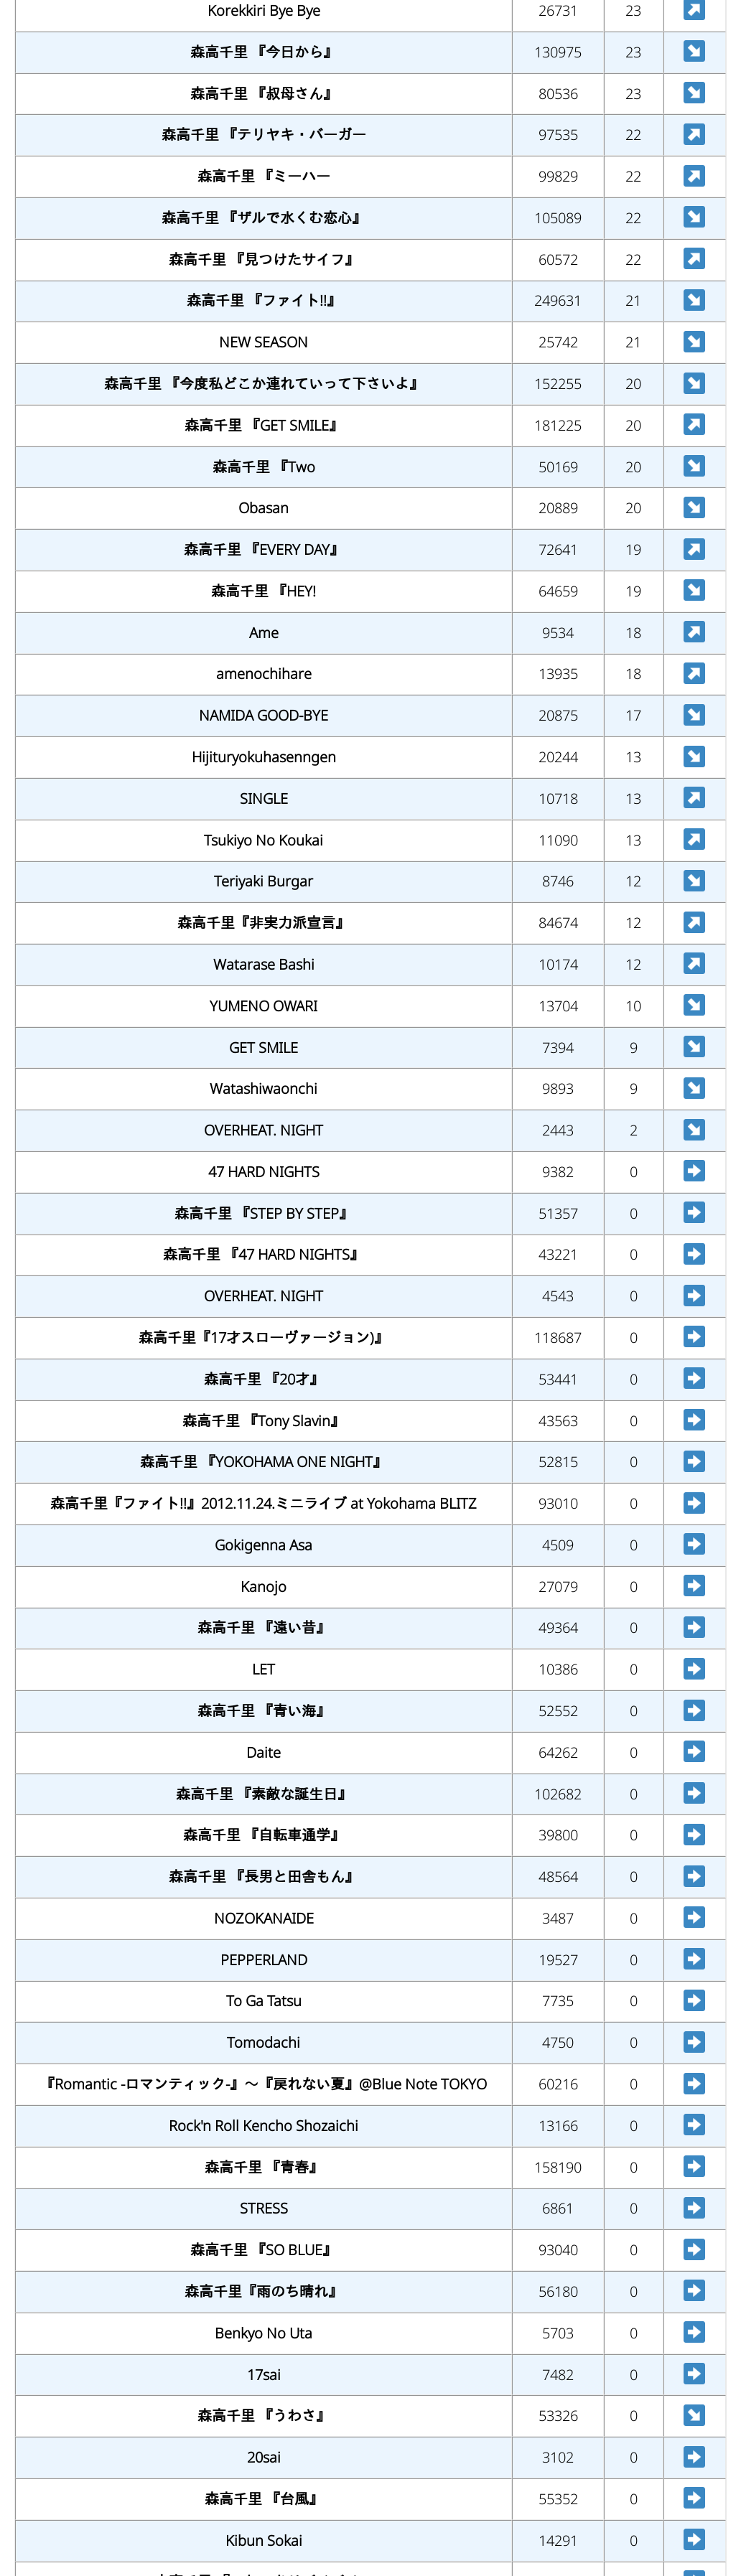 Korekkiri Bye Bye 26731 23
森高千里 『今日から』 130975 23
森高千里 『叔母さん』 80536 23
森高千里 『テリヤキ・バーガー 97535 22
森高千里 『ミーハー 99829 22
森高千里 『ザルで水くむ恋心』 105089 22
森高千里 『見つけたサイフ』 60572 22
森高千里 『ファイト!!』 249631 21
NEW SEASON 25742 21
森高千里 『今度私どこか連れていって下さいよ』 152255 20
森高千里 『GET SMILE』 181225 20
森高千里 『Two 50169 20
Obasan 20889 20
森高千里 『EVERY DAY』 72641 19
森高千里 『HEY! 64659 19
Ame 9534 18
amenochihare 13935 18
NAMIDA GOOD-BYE 20875 17
Hijituryokuhasenngen 20244 13
SINGLE 10718 13
Tsukiyo No Koukai 11090 13
Teriyaki Burgar 8746 12
森高千里『非実力派宣言』 84674 12
Watarase Bashi 10174 12
YUMENO OWARI 13704 10
GET SMILE 7394 9
Watashiwaonchi 9893 9
OVERHEAT. NIGHT 2443 2
47 HARD NIGHTS 9382 0
森高千里 『STEP BY STEP』 51357 0
森高千里 『47 HARD NIGHTS』 43221 0
OVERHEAT. NIGHT 4543 0
森高千里『17才スローヴァージョン)』 118687 0
森高千里 『20才』 53441 0
森高千里 『Tony Slavin』 43563 0
森高千里 『YOKOHAMA ONE NIGHT』 52815 0
森高千里『ファイト!!』2012.11.24.ミニライブ at Yokohama BLITZ 93010 0
Gokigenna Asa 4509 0
Kanojo 27079 0
森高千里 『遠い昔』 49364 0
LET 10386 0
森高千里 『青い海』 52552 0
Daite 64262 0
森高千里 『素敵な誕生日』 102682 0
森高千里 『自転車通学』 39800 0
森高千里 『長男と田舎もん』 48564 0
NOZOKANAIDE 3487 0
PEPPERLAND 19527 0
To Ga Tatsu 7735 0
Tomodachi 4750 0
『Romantic -ロマンティック-』～『戻れない夏』@Blue Note TOKYO 60216 0
Rock'n Roll Kencho Shozaichi 13166 0
森高千里 『青春』 158190 0
STRESS 6861 0
森高千里 『SO BLUE』 93040 0
森高千里『雨のち晴れ』 56180 0
Benkyo No Uta 5703 0
17sai 7482 0
森高千里 『うわさ』 53326 0
20sai 3102 0
森高千里 『台風』 55352 0
Kibun Sokai 14291 0